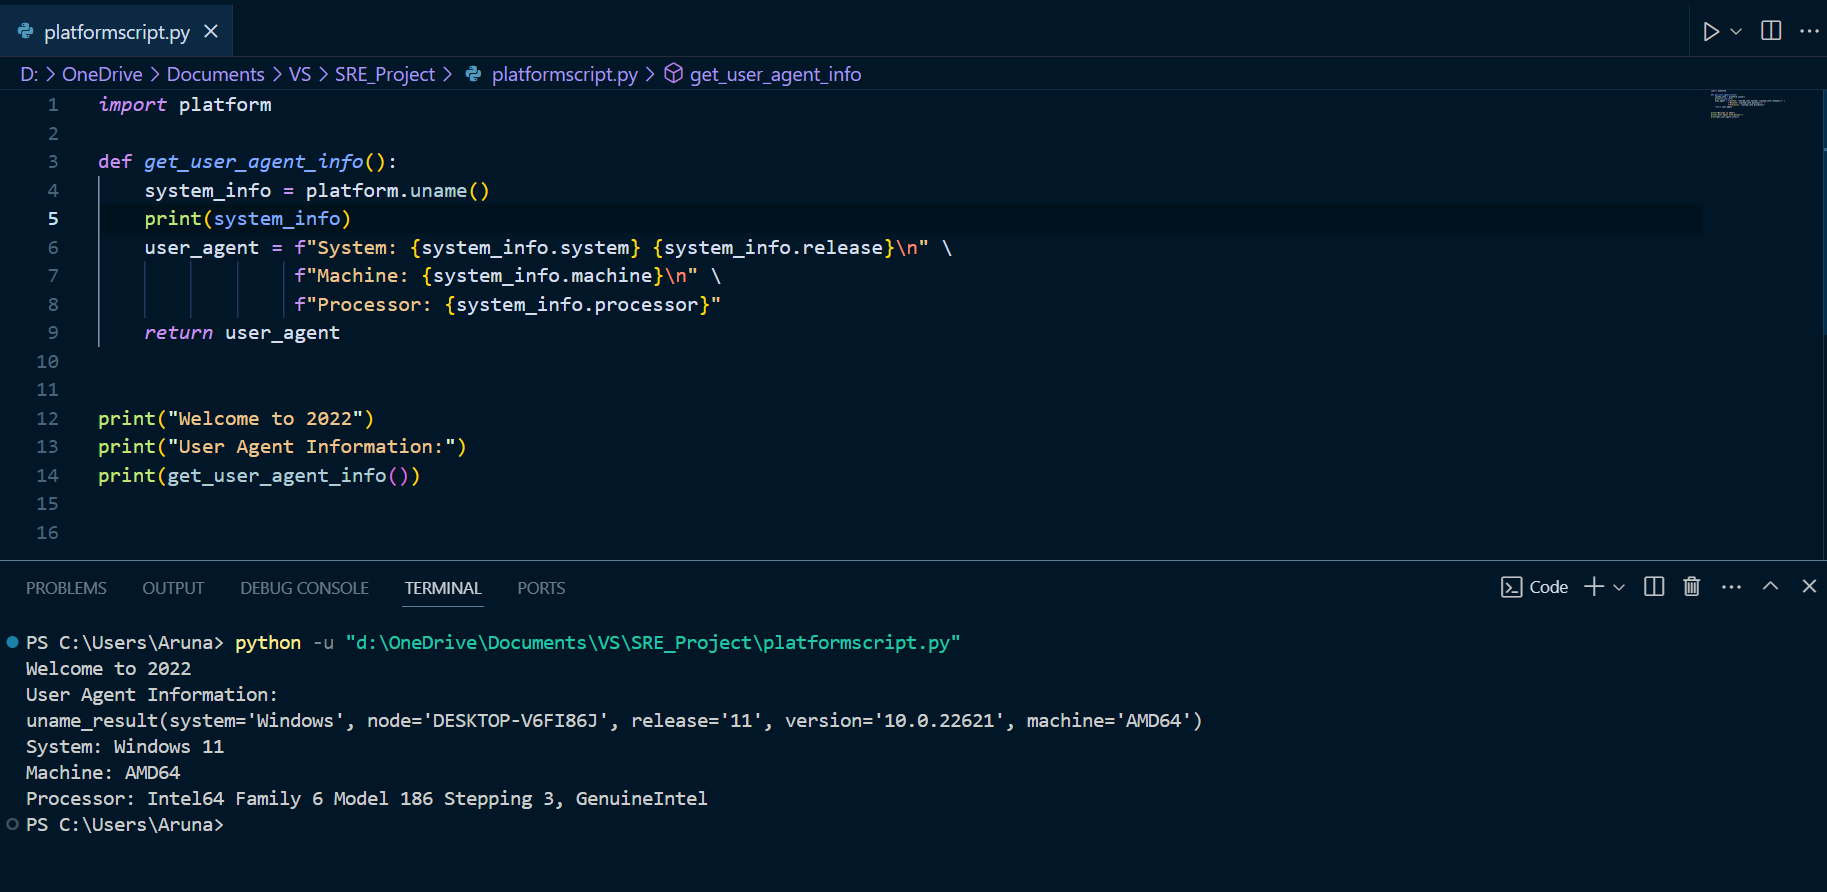 platformscript.py
D: > OneDrive > Documents > VS > SRE_Project > platformscript.py > get_user_agent_info
1 import platform
2
3 def get_user_agent_info():
4     system_info = platform.uname()
5     print(system_info)
6     user_agent = f"System: {system_info.system} {system_info.release}\n" \
7                  f"Machine: {system_info.machine}\n" \
8                  f"Processor: {system_info.processor}"
9     return user_agent
10
11
12 print("Welcome to 2022")
13 print("User Agent Information:")
14 print(get_user_agent_info())
15
16
PROBLEMS OUTPUT DEBUG CONSOLE TERMINAL PORTS Code
PS C:\Users\Aruna> python -u "d:\OneDrive\Documents\VS\SRE_Project\platformscript.py"
Welcome to 2022
User Agent Information:
uname_result(system='Windows', node='DESKTOP-V6FI86J', release='11', version='10.0.22621', machine='AMD64')
System: Windows 11
Machine: AMD64
Processor: Intel64 Family 6 Model 186 Stepping 3, GenuineIntel
PS C:\Users\Aruna>